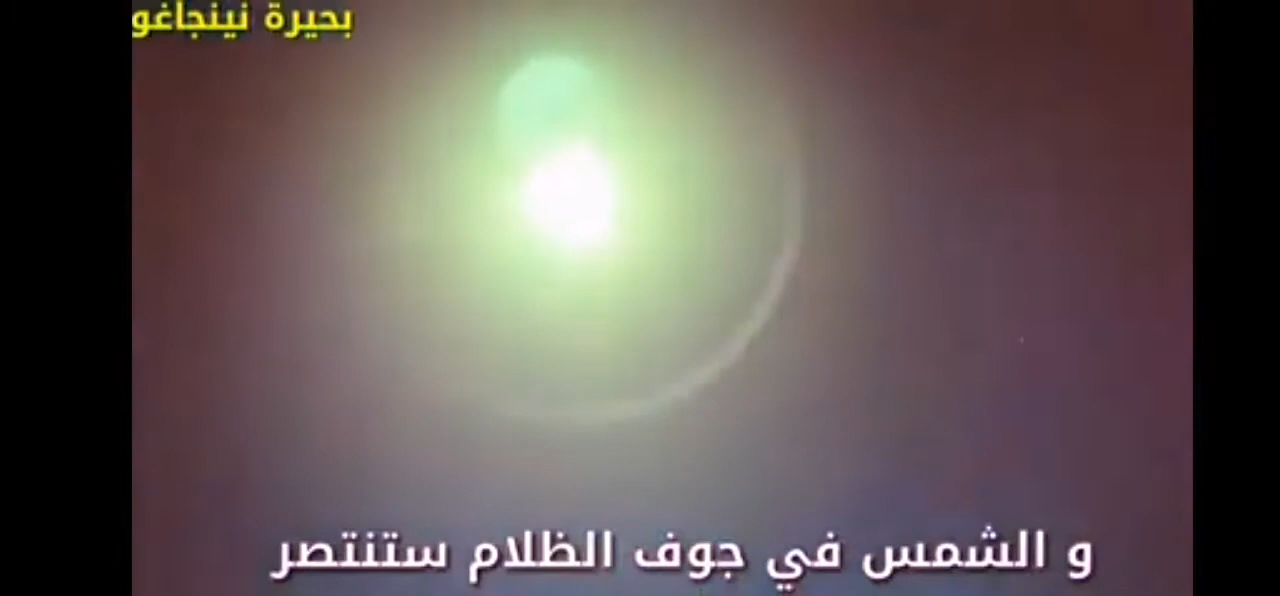 بحيرة نينجاغو
و الشمس في جوف الظلام ستنتصر